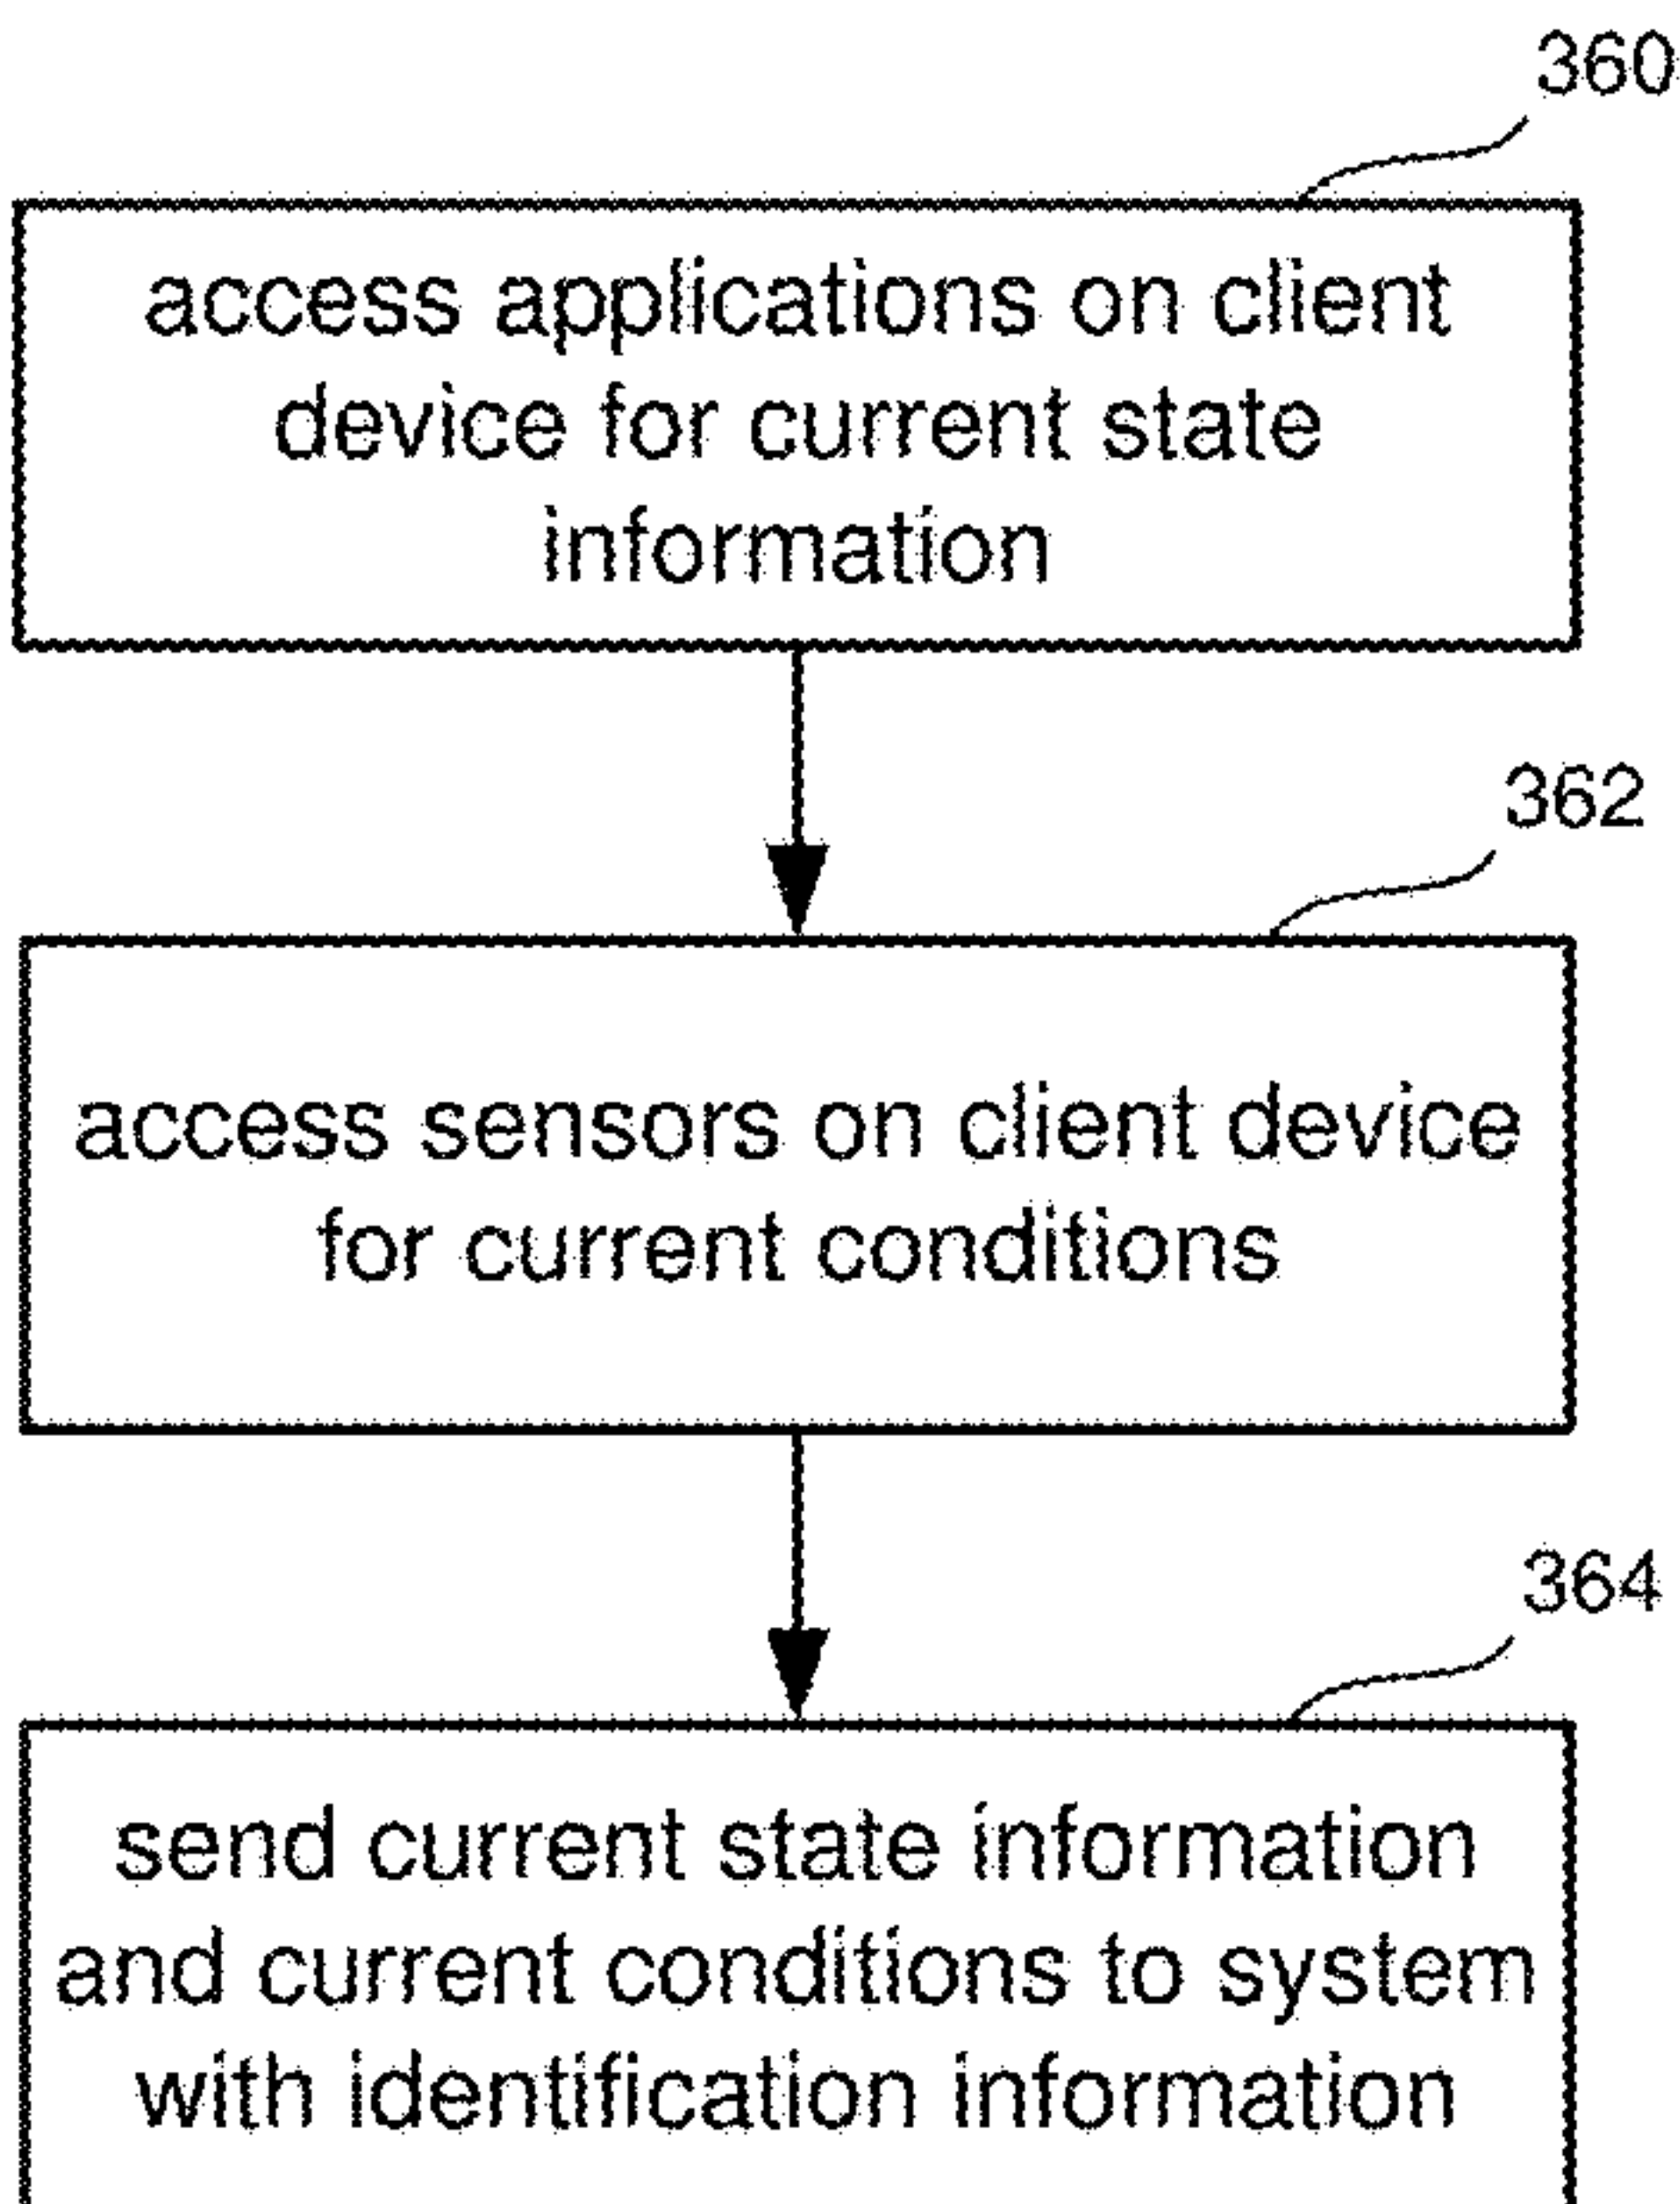 360
access applications on client
device for current state
information
362
access sensors on client device
for current conditions
364
send current state information
and current conditions to system
with identification information